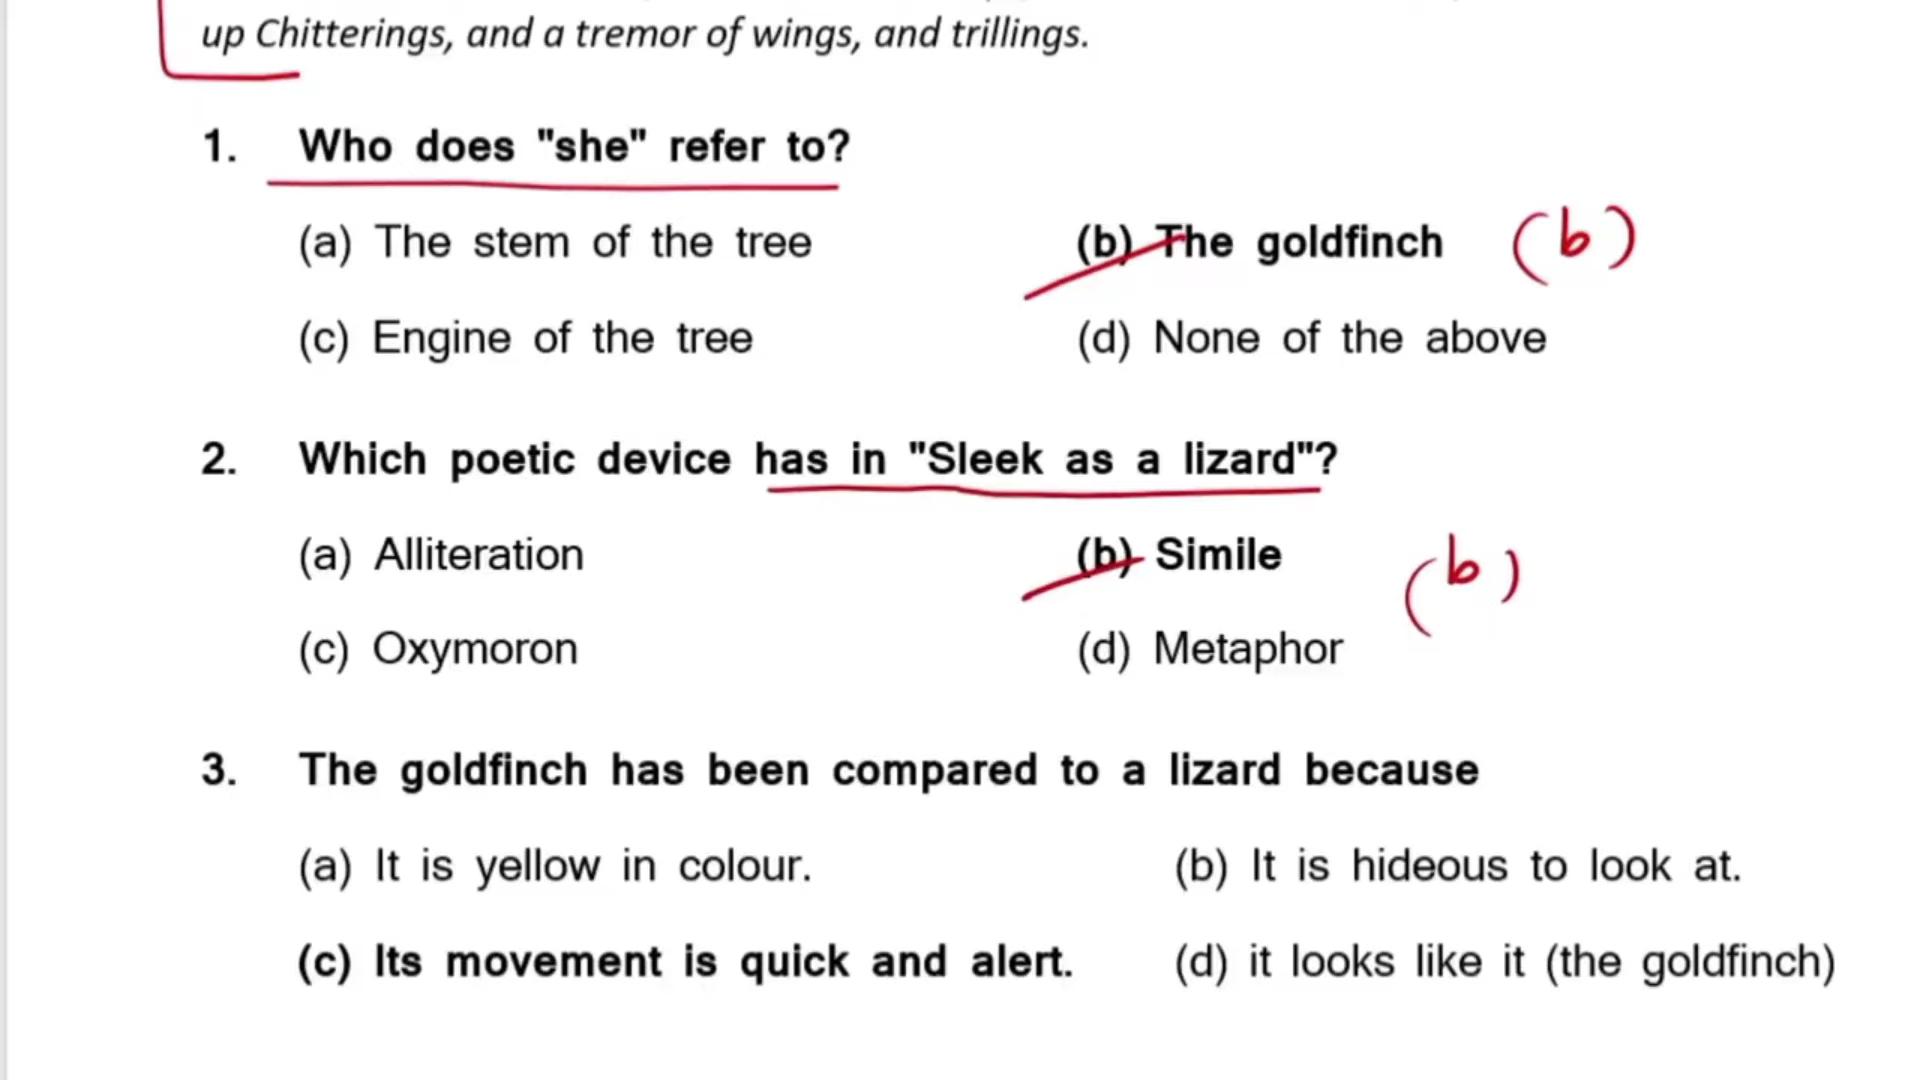 up Chitterings, and a tremor of wings, and trillings.
1. Who does "she" refer to?
(a) The stem of the tree (b) The goldfinch (b)
(c) Engine of the tree (d) None of the above
2. Which poetic device has in "Sleek as a lizard"?
(a) Alliteration (b) Simile (b)
(c) Oxymoron (d) Metaphor
3. The goldfinch has been compared to a lizard because
(a) It is yellow in colour. (b) It is hideous to look at.
(c) Its movement is quick and alert. (d) it looks like it (the goldfinch)